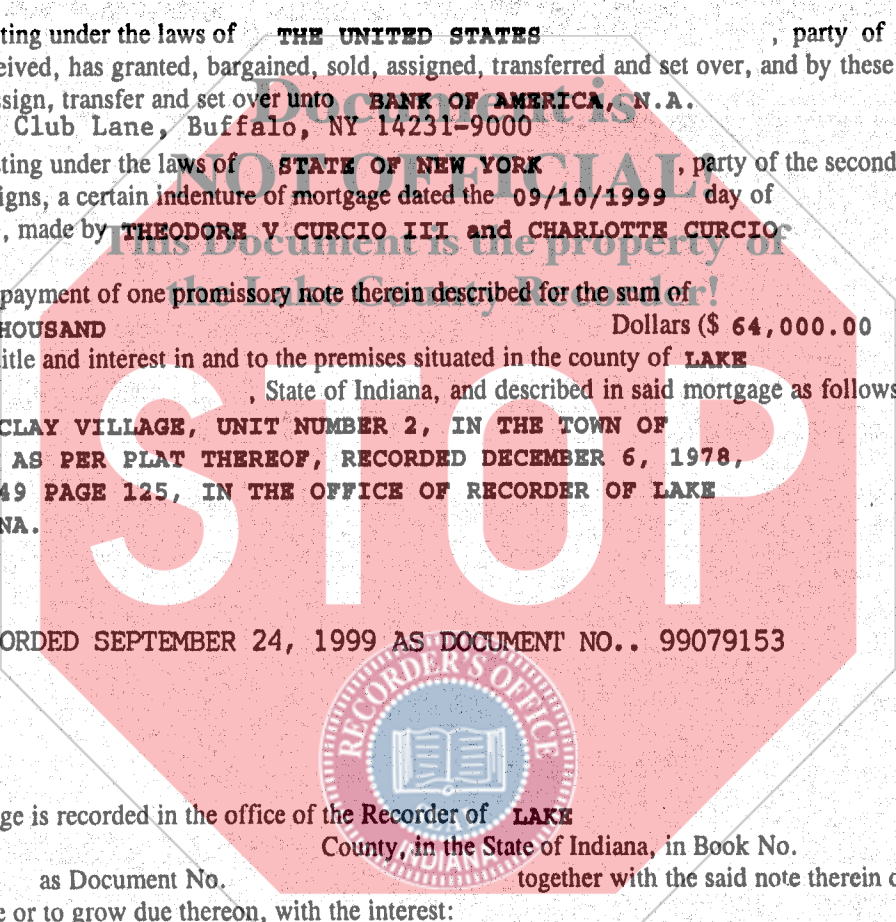 ting under the laws of THE UNITED STATES , party of
eived, has granted, bargained, sold, assigned, transferred and set over, and by these
ssign, transfer and set over unto BANK OF AMERICA, N.A.
Document is
Club Lane, Buffalo, NY 14231-9000
ting under the laws of STATE OF NEW YORK , party of the second
NOT OFFICIAL!
igns, a certain indenture of mortgage dated the 09/10/1999 day of
, made by THEODORE V CURCIO III and CHARLOTTE CURCIO
This Document is the property of
the Lake County Recorder!
payment of one promissory note therein described for the sum of
HOUSAND Dollars ($ 64,000.00
itle and interest in and to the premises situated in the county of LAKE
, State of Indiana, and described in said mortgage as follows
CLAY VILLAGE, UNIT NUMBER 2, IN THE TOWN OF
AS PER PLAT THEREOF, RECORDED DECEMBER 6, 1978,
49 PAGE 125, IN THE OFFICE OF RECORDER OF LAKE
NA.
STOP
ORDED SEPTEMBER 24, 1999 AS DOCUMENT NO.. 99079153
RECORDER'S OFFICE
INDIANA
ge is recorded in the office of the Recorder of LAKE
County, in the State of Indiana, in Book No.
as Document No. together with the said note therein d
e or to grow due thereon, with the interest: